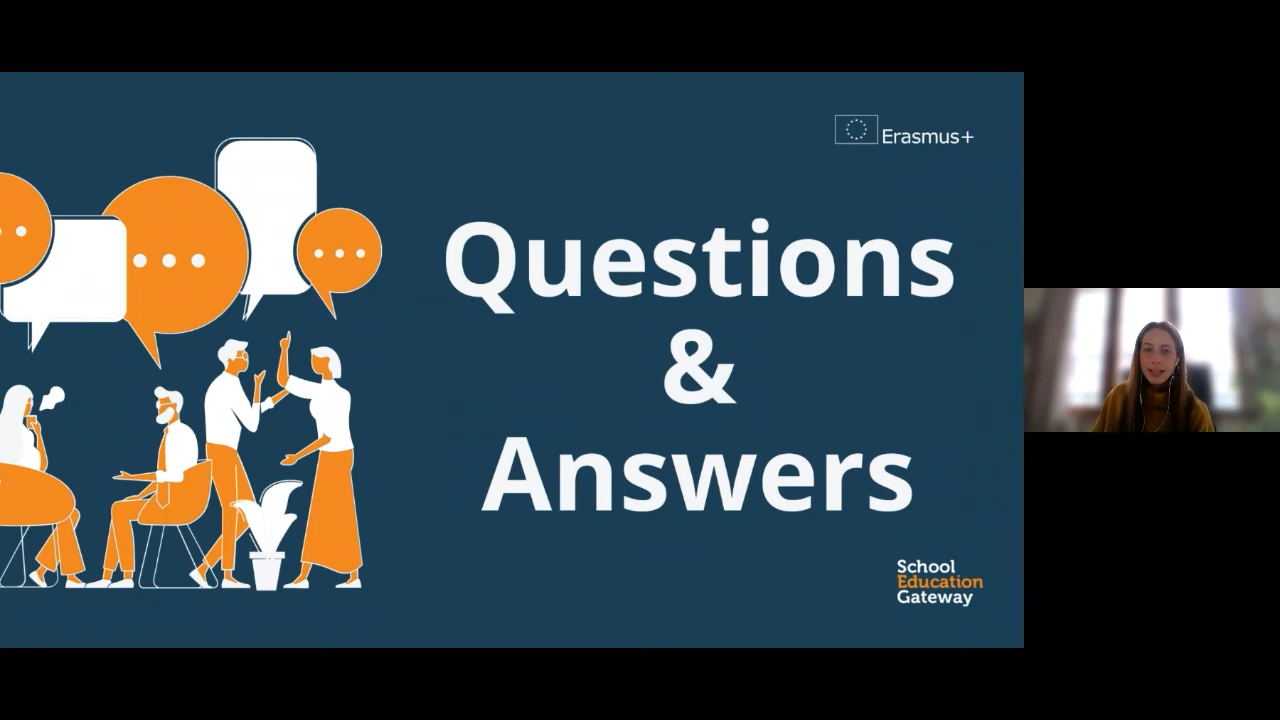 Erasmus+
Questions
&
Answers
School
Education
Gateway